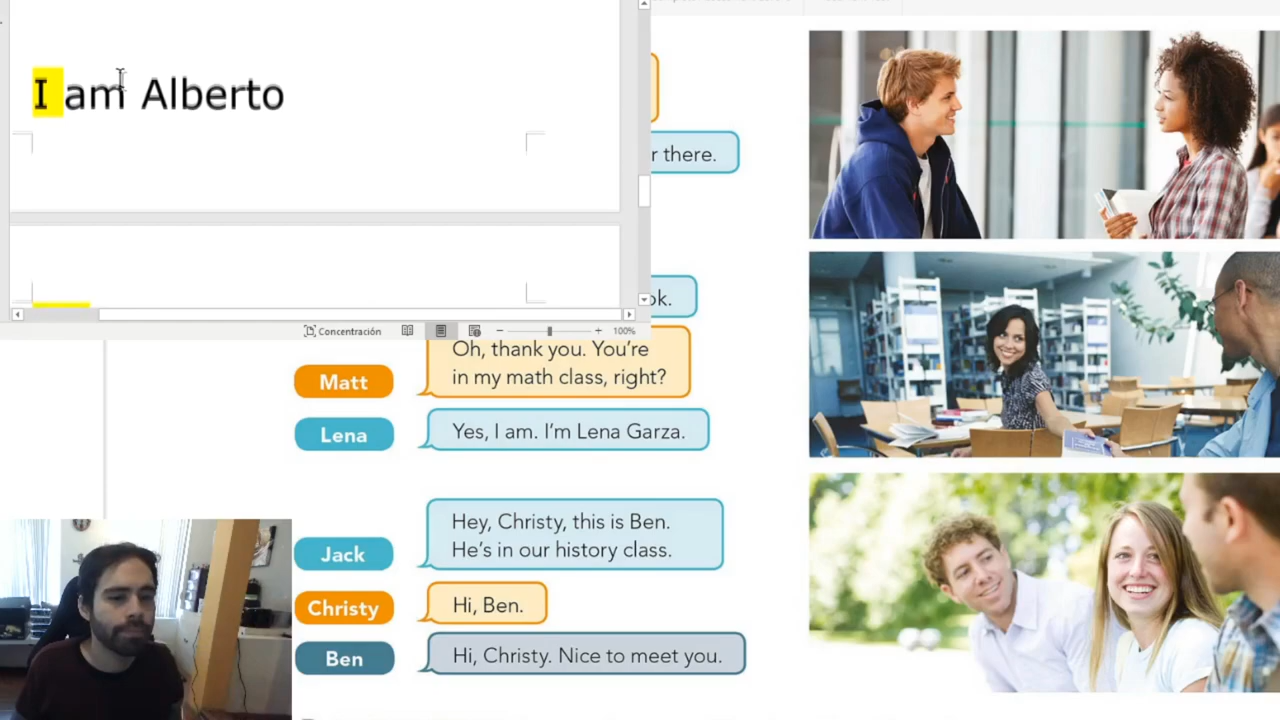 I am Alberto
r there.
ok.
Concentración
100%
Oh, thank you. You're
in my math class, right?
Matt
Lena
Yes, I am. I'm Lena Garza.
Hey, Christy, this is Ben.
He's in our history class.
Jack
Christy
Hi, Ben.
Ben
Hi, Christy. Nice to meet you.